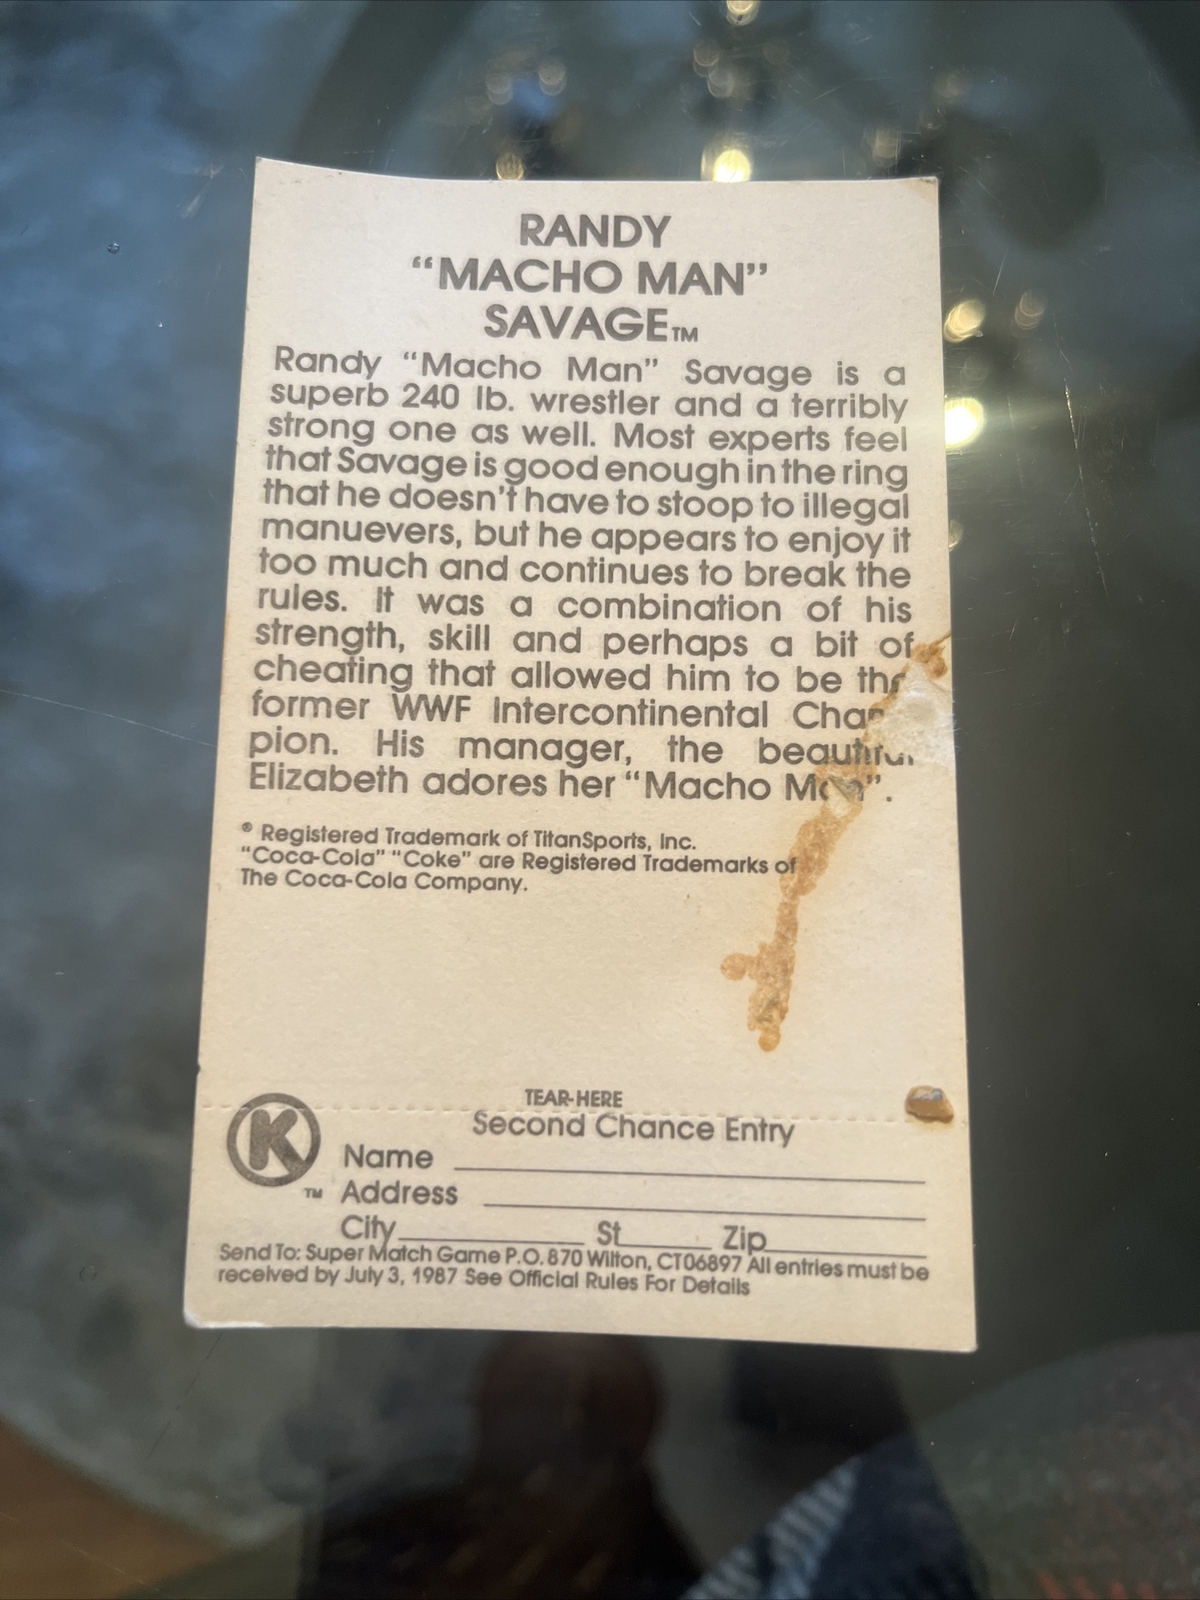 RANDY
“MACHO MAN”
SAVAGE™
Randy “Macho Man” Savage is a
superb 240 lb. wrestler and a terribly
strong one as well. Most experts feel
that Savage is good enough in the ring
that he doesn't have to stoop to illegal
manuevers, but he appears to enjoy it
too much and continues to break the
rules. It was a combination of his
strength, skill and perhaps a bit of
cheating that allowed him to be the
former WWF Intercontinental Cham-
pion. His manager, the beautiful
Elizabeth adores her “Macho Man”.
® Registered Trademark of TitanSports, Inc.
“Coca-Cola” “Coke” are Registered Trademarks of
The Coca-Cola Company.
TEAR-HERE
Second Chance Entry
K™
Name
Address
City St Zip
Send To: Super Match Game P.O. 870 Wilton, CT06897 All entries must be
received by July 3, 1987 See Official Rules For Details